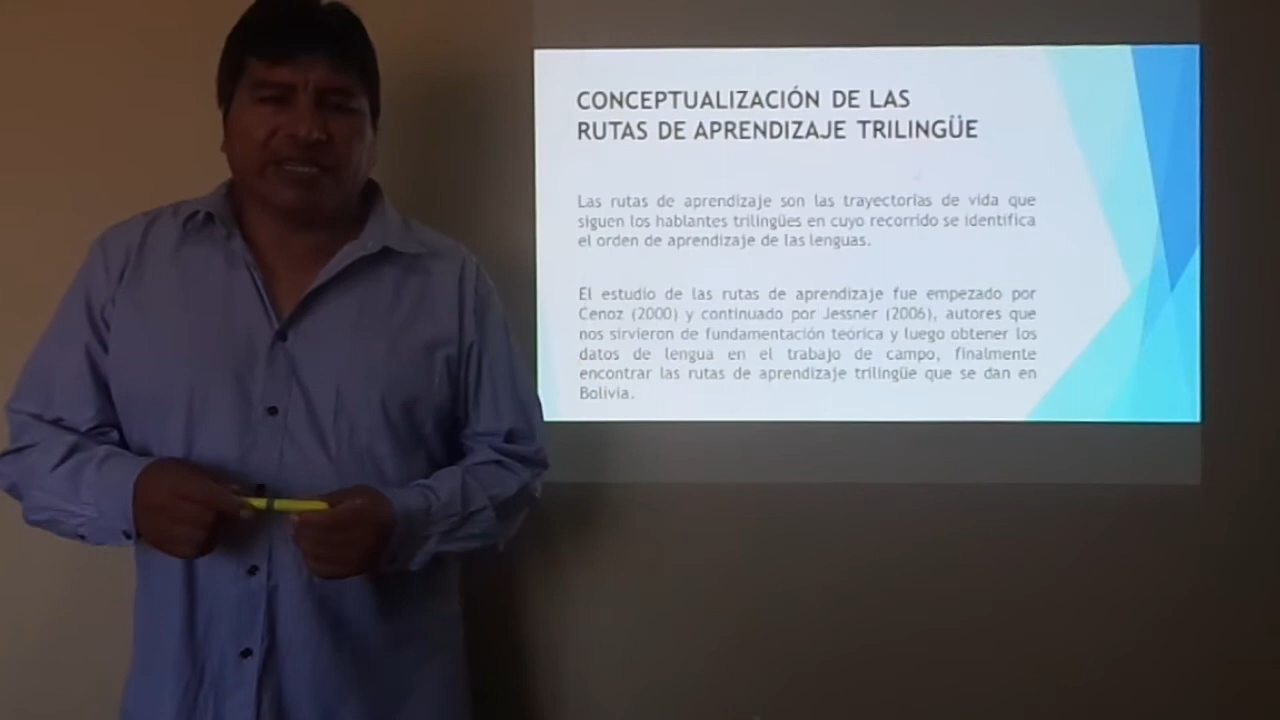 CONCEPTUALIZACIÓN DE LAS
RUTAS DE APRENDIZAJE TRILINGÜE
Las rutas de aprendizaje son las trayectorias de vida que
siguen los hablantes trilingües en cuyo recorrido se identifica
el orden de aprendizaje de las lenguas.
El estudio de las rutas de aprendizaje fue empezado por
Cenoz (2000) y continuado por Jessner (2006), autores que
nos sirvieron de fundamentación teórica y luego obtener los
datos de lengua en el trabajo de campo, finalmente
encontrar las rutas de aprendizaje trilingüe que se dan en
Bolivia.